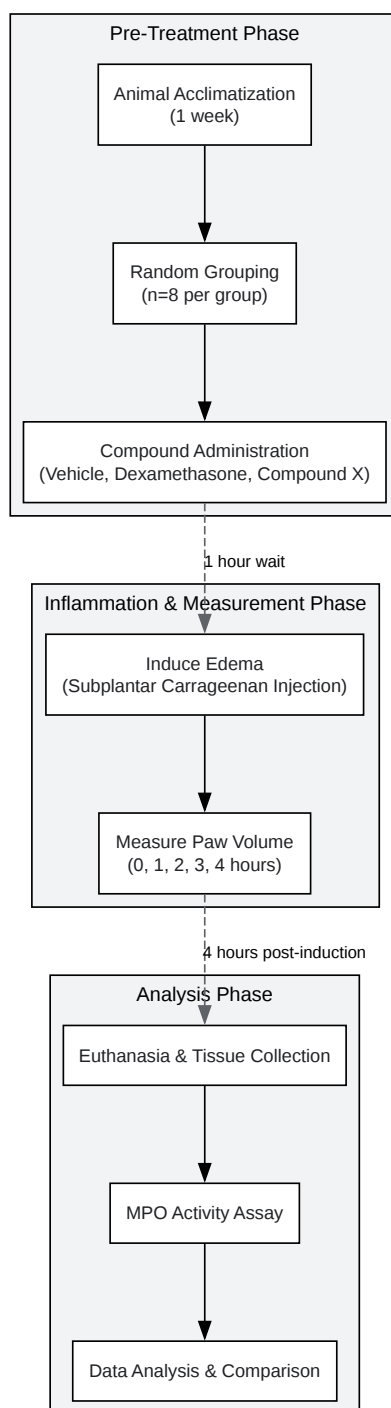 Pre-Treatment Phase
Animal Acclimatization
(1 week)
Random Grouping
(n=8 per group)
Compound Administration
(Vehicle, Dexamethasone, Compound X)
1 hour wait
Inflammation & Measurement Phase
Induce Edema
(Subplantar Carrageenan Injection)
Measure Paw Volume
(0, 1, 2, 3, 4 hours)
4 hours post-induction
Analysis Phase
Euthanasia & Tissue Collection
MPO Activity Assay
Data Analysis & Comparison